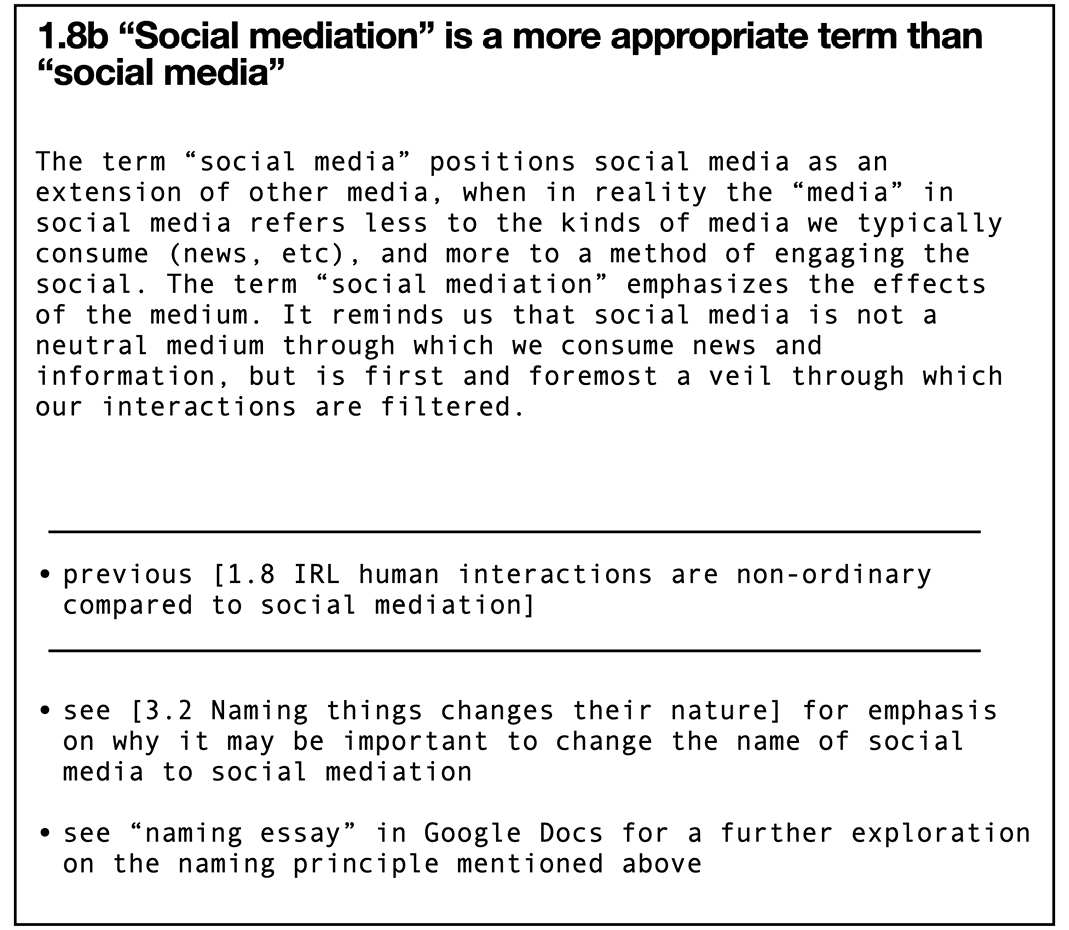 1.8b “Social mediation” is a more appropriate term than
“social media”
The term “social media” positions social media as an
extension of other media, when in reality the “media” in
social media refers less to the kinds of media we typically
consume (news, etc), and more to a method of engaging the
social. The term “social mediation” emphasizes the effects
of the medium. It reminds us that social media is not a
neutral medium through which we consume news and
information, but is first and foremost a veil through which
our interactions are filtered.
• previous [1.8 IRL human interactions are non-ordinary
compared to social mediation]
• see [3.2 Naming things changes their nature] for emphasis
on why it may be important to change the name of social
media to social mediation
• see “naming essay” in Google Docs for a further exploration
on the naming principle mentioned above